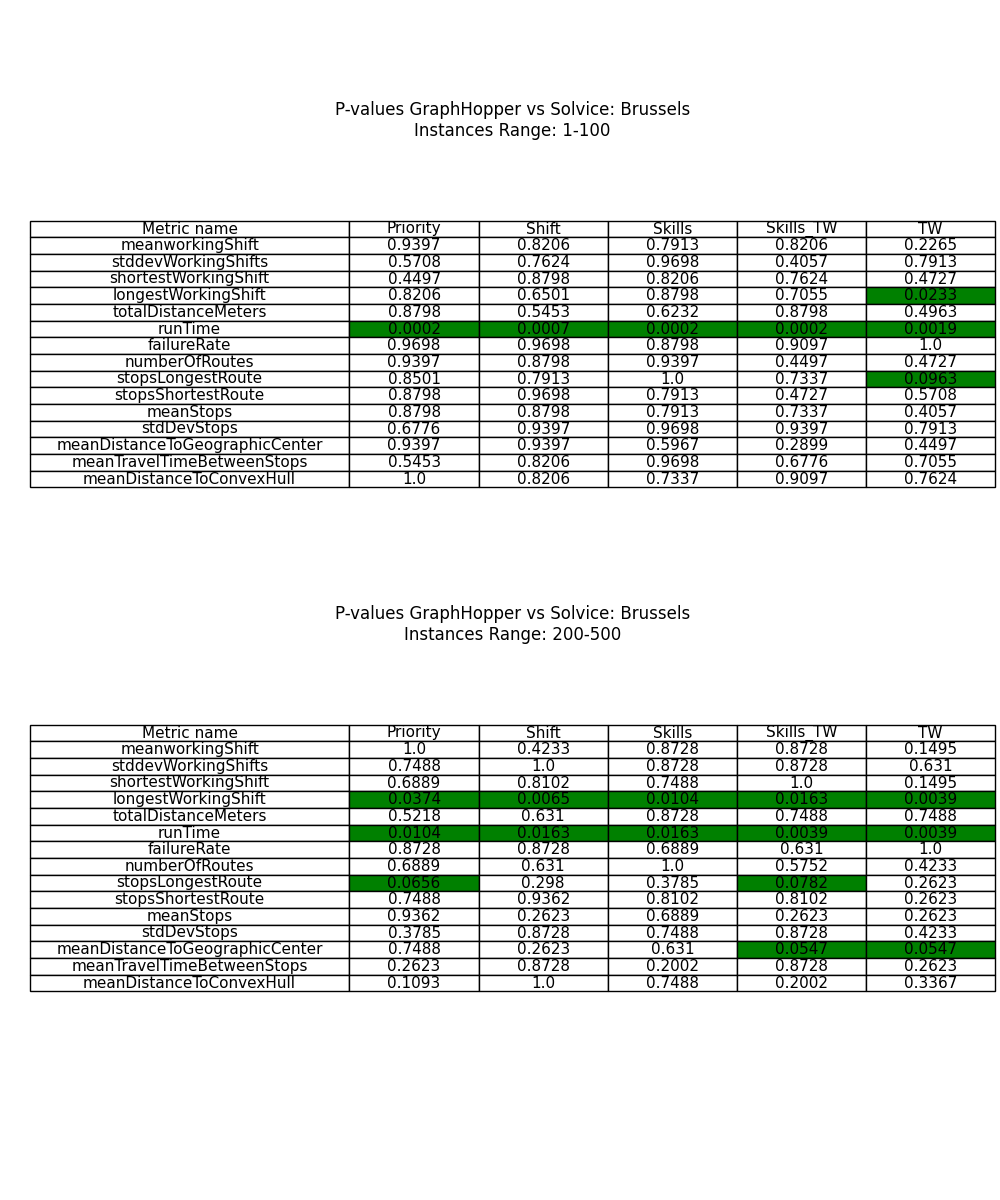 P-values GraphHopper vs Solvice: Brussels
Instances Range: 1-100
Metric name Priority Shift Skills Skills_TW TW
meanworkingShift 0.9397 0.8206 0.7913 0.8206 0.2265
stddevWorkingShifts 0.5708 0.7624 0.9698 0.4057 0.7913
shortestWorkingShift 0.4497 0.8798 0.8206 0.7624 0.4727
longestWorkingShift 0.8206 0.6501 0.8798 0.7055 0.0233
totalDistanceMeters 0.8798 0.5453 0.6232 0.8798 0.4963
runTime 0.0002 0.0007 0.0002 0.0002 0.0019
failureRate 0.9698 0.9698 0.8798 0.9097 1.0
numberOfRoutes 0.9397 0.8798 0.9397 0.4497 0.4727
stopsLongestRoute 0.8501 0.7913 1.0 0.7337 0.0963
stopsShortestRoute 0.8798 0.9698 0.7913 0.4727 0.5708
meanStops 0.8798 0.8798 0.7913 0.7337 0.4057
stdDevStops 0.6776 0.9397 0.9698 0.9397 0.7913
meanDistanceToGeographicCenter 0.9397 0.9397 0.5967 0.2899 0.4497
meanTravelTimeBetweenStops 0.5453 0.8206 0.9698 0.6776 0.7055
meanDistanceToConvexHull 1.0 0.8206 0.7337 0.9097 0.7624
P-values GraphHopper vs Solvice: Brussels
Instances Range: 200-500
Metric name Priority Shift Skills Skills_TW TW
meanworkingShift 1.0 0.4233 0.8728 0.8728 0.1495
stddevWorkingShifts 0.7488 1.0 0.8728 0.8728 0.631
shortestWorkingShift 0.6889 0.8102 0.7488 1.0 0.1495
longestWorkingShift 0.0374 0.0065 0.0104 0.0163 0.0039
totalDistanceMeters 0.5218 0.631 0.8728 0.7488 0.7488
runTime 0.0104 0.0163 0.0163 0.0039 0.0039
failureRate 0.8728 0.8728 0.6889 0.631 1.0
numberOfRoutes 0.6889 0.631 1.0 0.5752 0.4233
stopsLongestRoute 0.0656 0.298 0.3785 0.0782 0.2623
stopsShortestRoute 0.7488 0.9362 0.8102 0.8102 0.2623
meanStops 0.9362 0.2623 0.6889 0.2623 0.2623
stdDevStops 0.3785 0.8728 0.7488 0.8728 0.4233
meanDistanceToGeographicCenter 0.7488 0.2623 0.631 0.0547 0.0547
meanTravelTimeBetweenStops 0.2623 0.8728 0.2002 0.8728 0.2623
meanDistanceToConvexHull 0.1093 1.0 0.7488 0.2002 0.3367